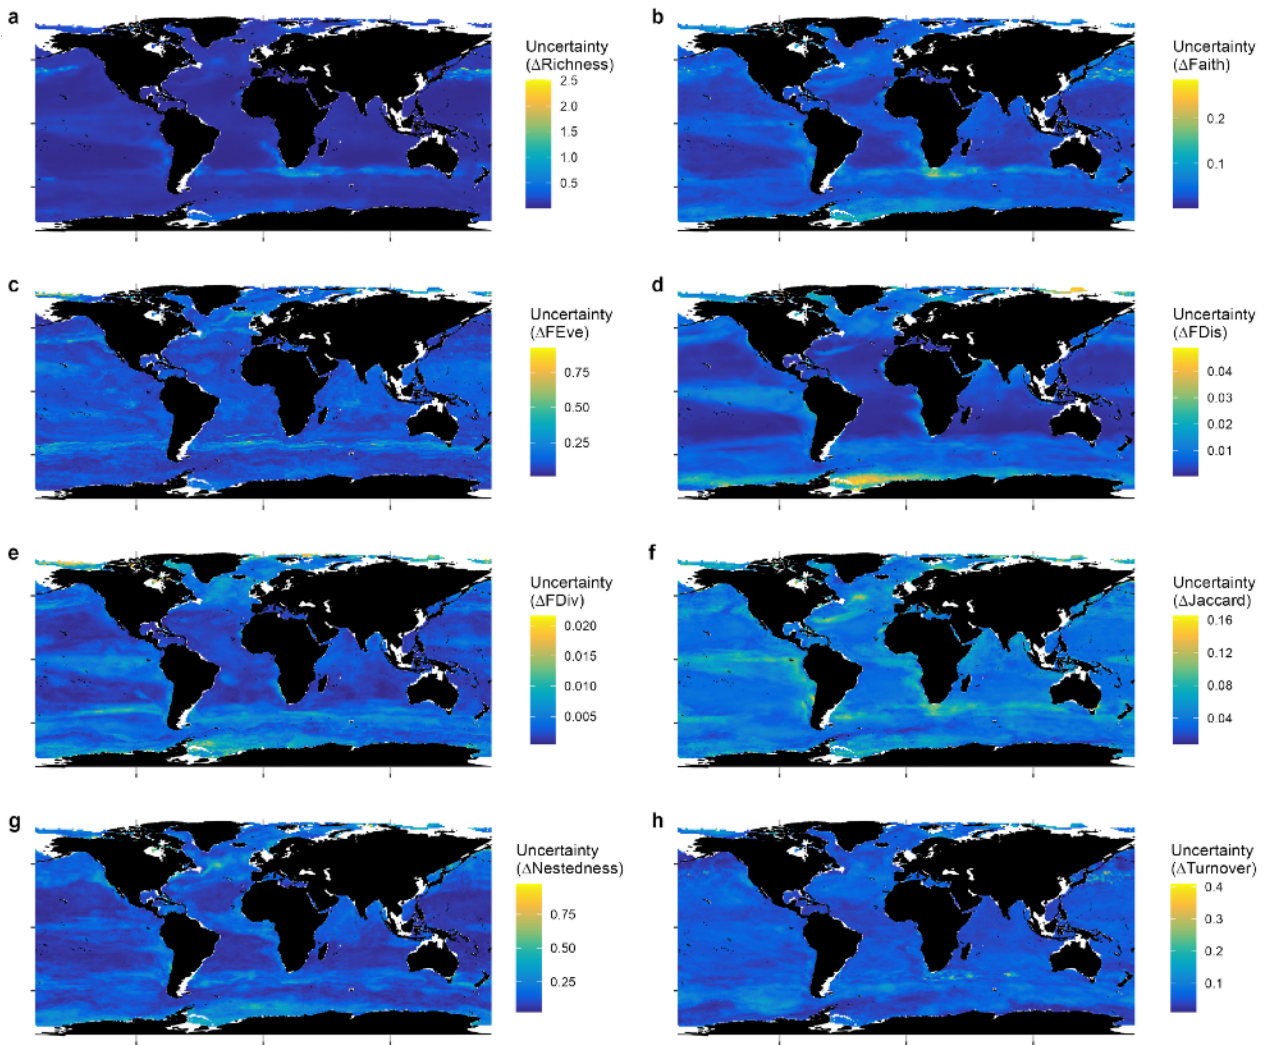 a
Uncertainty
(ΔRichness)
2.5
2.0
1.5
1.0
0.5
b
Uncertainty
(ΔFaith)
0.2
0.1
c
Uncertainty
(ΔFEve)
0.75
0.50
0.25
d
Uncertainty
(ΔFDis)
0.04
0.03
0.02
0.01
e
Uncertainty
(ΔFDiv)
0.020
0.015
0.010
0.005
f
Uncertainty
(ΔJaccard)
0.16
0.12
0.08
0.04
g
Uncertainty
(ΔNestedness)
0.75
0.50
0.25
h
Uncertainty
(ΔTurnover)
0.4
0.3
0.2
0.1